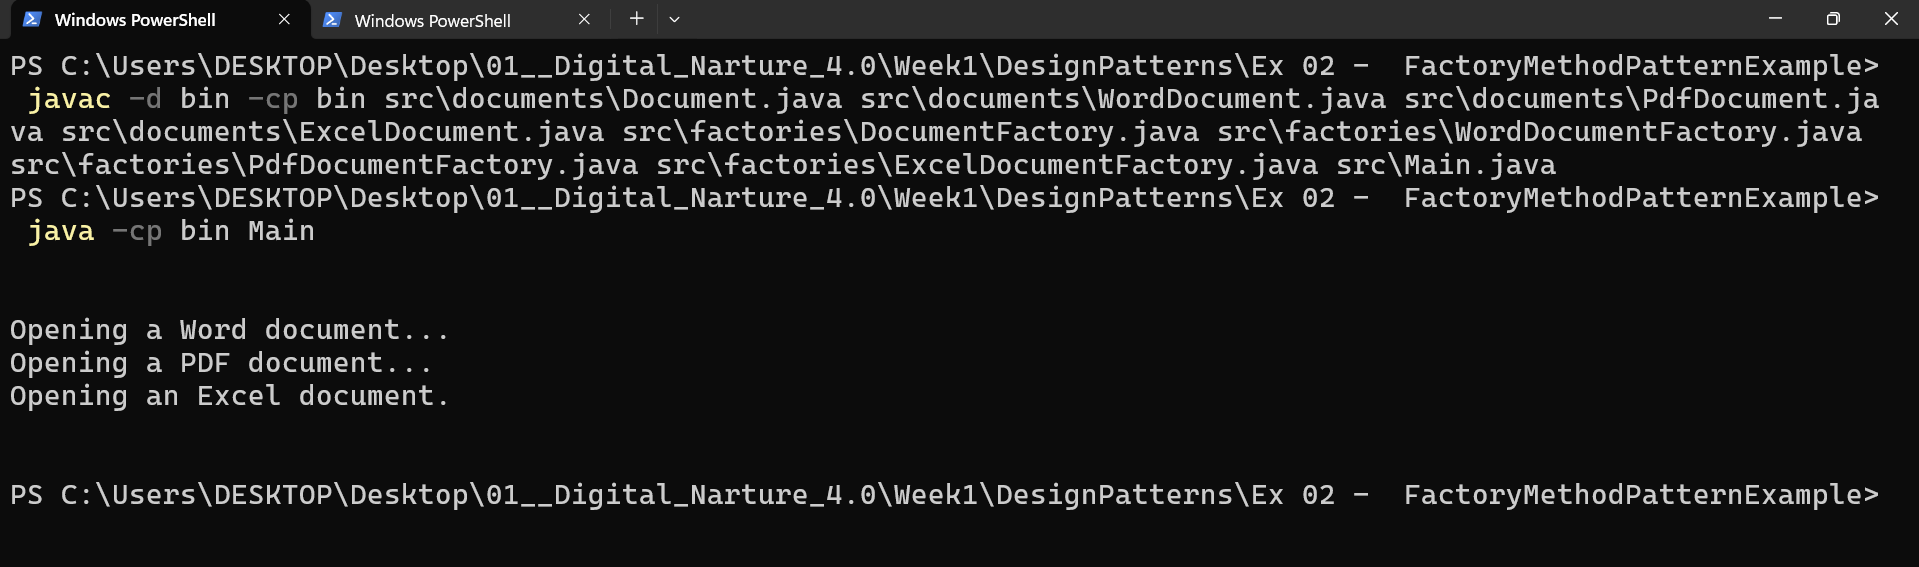 Windows PowerShell
Windows PowerShell
PS C:\Users\DESKTOP\Desktop\01__Digital_Narture_4.0\Week1\DesignPatterns\Ex 02 -  FactoryMethodPatternExample>
 javac -d bin -cp bin src\documents\Document.java src\documents\WordDocument.java src\documents\PdfDocument.ja
va src\documents\ExcelDocument.java src\factories\DocumentFactory.java src\factories\WordDocumentFactory.java
src\factories\PdfDocumentFactory.java src\factories\ExcelDocumentFactory.java src\Main.java
PS C:\Users\DESKTOP\Desktop\01__Digital_Narture_4.0\Week1\DesignPatterns\Ex 02 -  FactoryMethodPatternExample>
 java -cp bin Main
Opening a Word document...
Opening a PDF document...
Opening an Excel document.
PS C:\Users\DESKTOP\Desktop\01__Digital_Narture_4.0\Week1\DesignPatterns\Ex 02 -  FactoryMethodPatternExample>